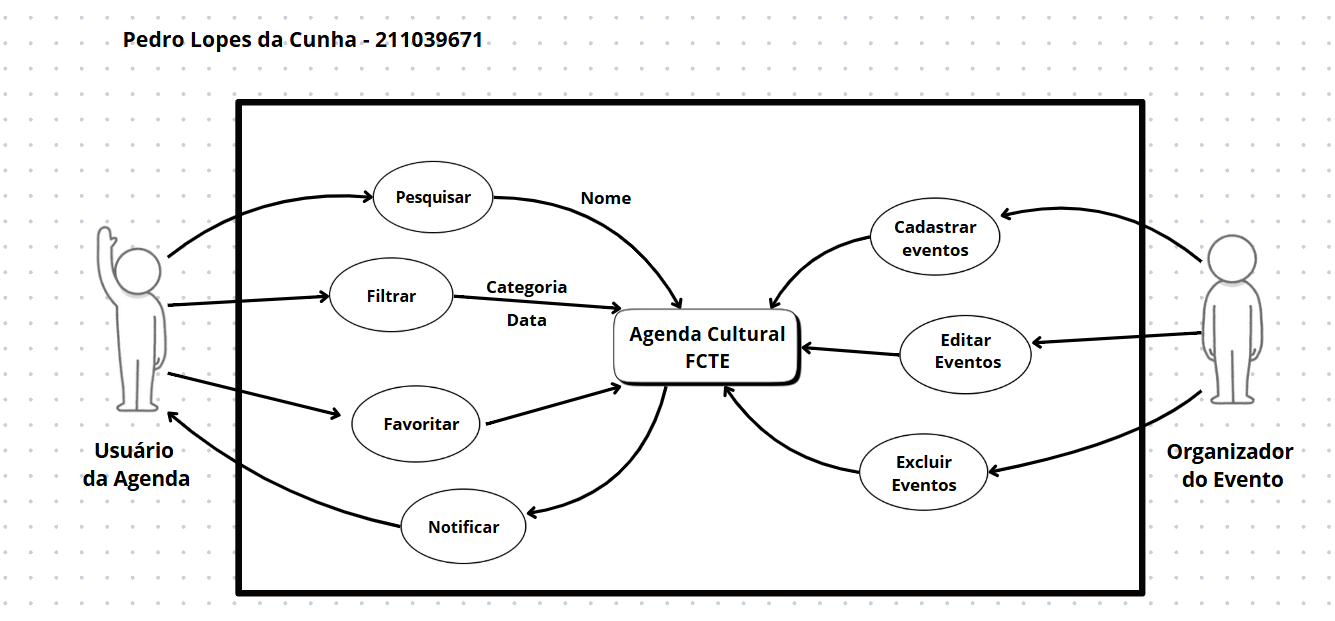 Pedro Lopes da Cunha - 211039671
Pesquisar
Nome
Filtrar
Categoria
Data
Favoritar
Notificar
Usuário
da Agenda
Agenda Cultural
FCTE
Cadastrar
eventos
Editar
Eventos
Excluir
Eventos
Organizador
do Evento